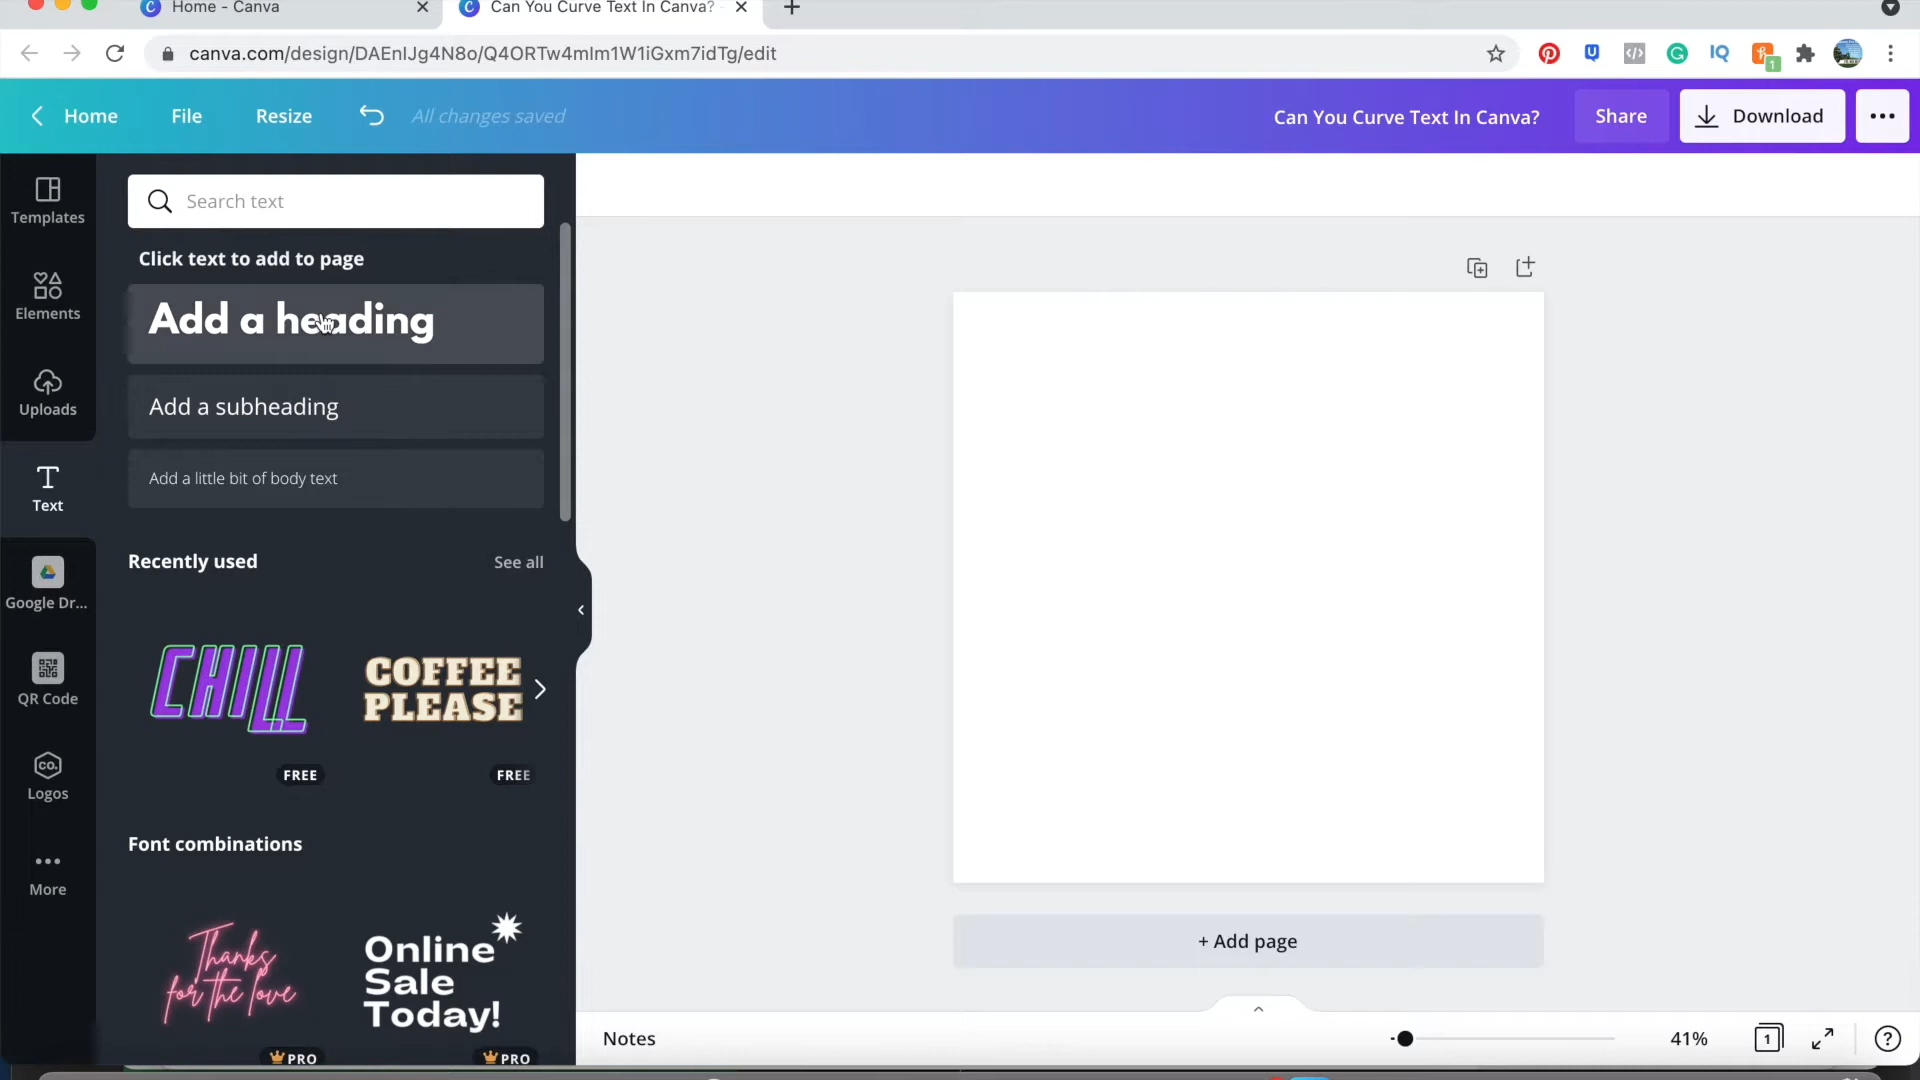 Home - Canva
Can You Curve Text In Canva?
canva.com/design/DAEnIJg4N8o/Q4ORTw4mIm1W1iGxm7idTg/edit
1
Home
File
Resize
All changes saved
Can You Curve Text In Canva?
Share
Download
Templates
Elements
Uploads
Text
Google Dr...
QR Code
CO.
Logos
More
Search text
Click text to add to page
Add a heading
Add a subheading
Add a little bit of body text
Recently used
See all
CHILL
FREE
COFFEE
PLEASE
FREE
Font combinations
Thanks
for the love
PRO
Online
Sale
Today!
PRO
+ Add page
Notes
41%
1